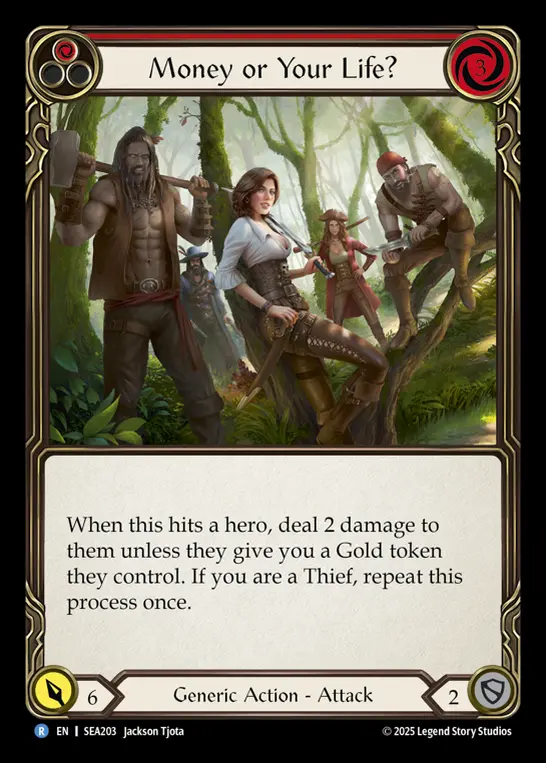 Money or Your Life?
3
When this hits a hero, deal 2 damage to
them unless they give you a Gold token
they control. If you are a Thief, repeat this
process once.
6
Generic Action - Attack
2
R EN SEA203 Jackson Tjota
© 2025 Legend Story Studios